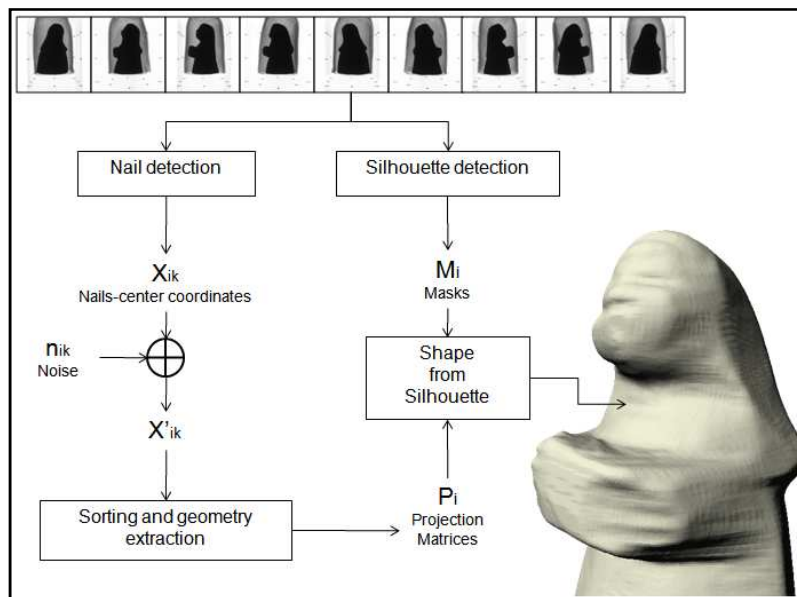 Nail detection
Silhouette detection
Xik
Nails-center coordinates
Mi
Masks
nik
Noise
Shape
from
Silhouette
X'ik
Sorting and geometry
extraction
Pi
Projection
Matrices